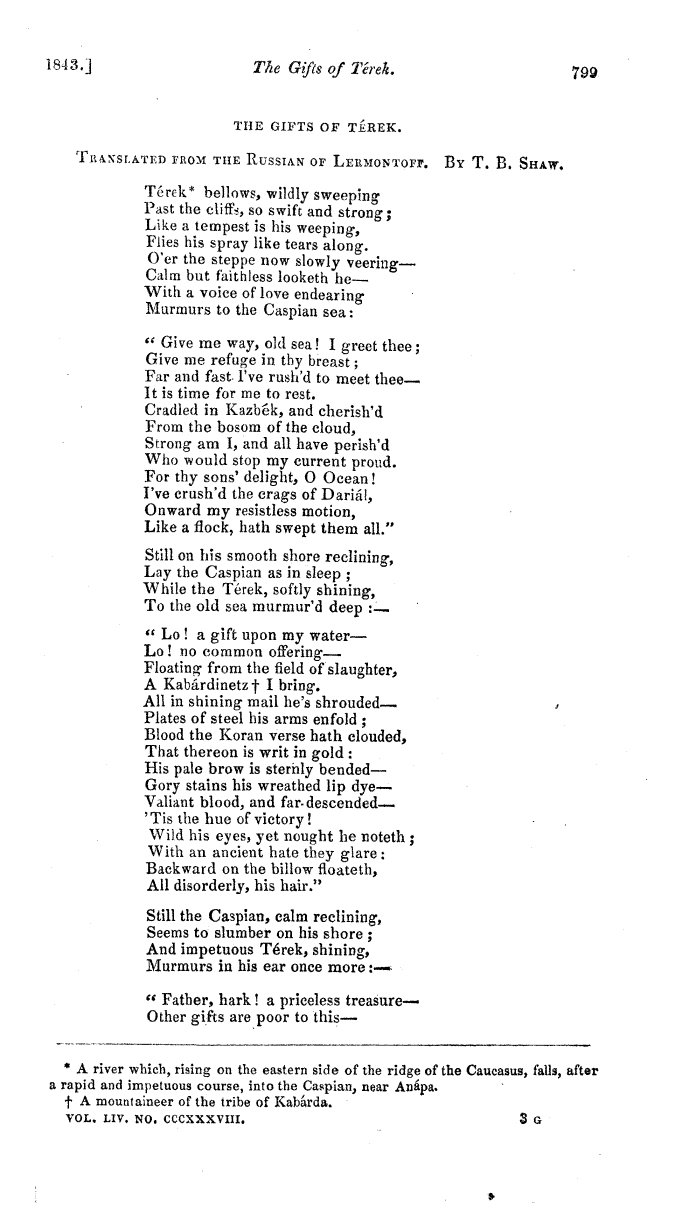 1843.] The Gifts of Térek. 799
THE GIFTS OF TÉREK.
TRANSLATED FROM THE RUSSIAN OF LERMONTOFF. BY T. B. SHAW.
Térek* bellows, wildly sweeping
Past the cliffs, so swift and strong;
Like a tempest is his weeping,
Flies his spray like tears along.
O'er the steppe now slowly veering—
Calm but faithless looketh he—
With a voice of love endearing
Murmurs to the Caspian sea:
“ Give me way, old sea! I greet thee;
Give me refuge in thy breast;
Far and fast I've rush'd to meet thee—
It is time for me to rest.
Cradled in Kazbék, and cherish'd
From the bosom of the cloud,
Strong am I, and all have perish'd
Who would stop my current proud.
For thy sons' delight, O Ocean!
I've crush'd the crags of Dariál,
Onward my resistless motion,
Like a flock, hath swept them all.”
Still on his smooth shore reclining,
Lay the Caspian as in sleep;
While the Térek, softly shining,
To the old sea murmur'd deep:—
“ Lo! a gift upon my water—
Lo! no common offering—
Floating from the field of slaughter,
A Kabárdinetz† I bring.
All in shining mail he's shrouded—
Plates of steel his arms enfold;
Blood the Koran verse hath clouded,
That thereon is writ in gold:
His pale brow is sternly bended—
Gory stains his wreathed lip dye—
Valiant blood, and far-descended—
'Tis the hue of victory!
Wild his eyes, yet nought he noteth;
With an ancient hate they glare:
Backward on the billow floateth,
All disorderly, his hair.”
Still the Caspian, calm reclining,
Seems to slumber on his shore;
And impetuous Térek, shining,
Murmurs in his ear once more:—
“ Father, hark! a priceless treasure—
Other gifts are poor to this—
* A river which, rising on the eastern side of the ridge of the Caucasus, falls, after
a rapid and impetuous course, into the Caspian, near Anápa.
† A mountaineer of the tribe of Kabárda.
VOL. LIV. NO. CCCXXXVIII. 3 G